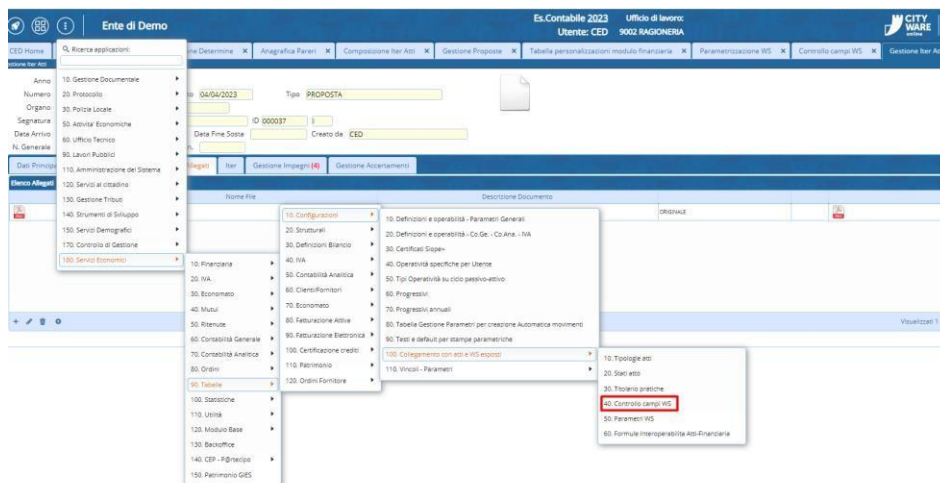 Ente di Demo
Es.Contabile 2023
Ufficio di lavoro:
Utente: CED
9002 RAGIONERIA
CITY
WARE
online
CED Home
ne Determine
Anagrafica Pareri
Composizione Iter Atti
Gestione Proposte
Tabella personalizzazioni modulo finanziarie
Parametrizzazione WS
Controllo campi WS
Gestione Iter At
estione Iter Atti
Ricerca applicazioni:
Anno
Numero
04/04/2023
Tipo PROPOSTA
Organo
Segnatura
ID 000037
Data Arrivo
Data Fine Soste
Creato da CED
N. Generale
n.
Dati Principa
Allegati
Iter
Gestione Impegni (4)
Gestione Accertamenti
Elenco Allegati
Nome File
Descrizione Documento
ORIGINALE
Visualizzati 1
10. Gestione Documentale
20. Protocollo
30. Polizia Locale
50. Attivita' Economiche
60. Ufficio Tecnico
90. Lavori Pubblici
110. Amministrazione del Sistema
120. Servizi al cittadino
130. Gestione Tributi
140. Strumenti di Sviluppo
150. Servizi Demografici
170. Controllo di Gestione
180. Servizi Economici
10. Finanziaria
20. IVA
30. Economato
40. Mutui
50. Ritenute
60. Contabilità Generale
70. Contabilità Analitica
80. Ordini
90. Tabelle
100. Statistiche
110. Utilità
120. Modulo Base
130. Backoffice
140. CEP - P@rtecipo
150. Patrimonio GIES
10. Configurazioni
20. Strutturali
30. Definizioni Bilancio
40. IVA
50. Contabilità Analitica
60. Clienti/Fornitori
70. Economato
80. Fatturazione Attiva
90. Fatturazione Elettronica
100. Certificazione crediti
110. Patrimonio
120. Ordini Fornitore
10. Definizioni e operabilità - Parametri Generali
20. Definizioni e operabilità - Co.Ge. - Co.Ana. - IVA
30. Certificati Siope+
40. Operatività specifiche per Utente
50. Tipi Operatività su ciclo passivo-attivo
60. Progressivi
70. Progressivi annuali
80. Tabella Gestione Parametri per creazione Automatica movimenti
90. Testi e default per stampe parametriche
100. Collegamento con atti e WS esposti
110. Vincoli - Parametri
10. Tipologie atti
20. Stati atto
30. Titolario pratiche
40. Controllo campi WS
50. Parametri WS
60. Formule Interoperabilita Atti-Finanziaria